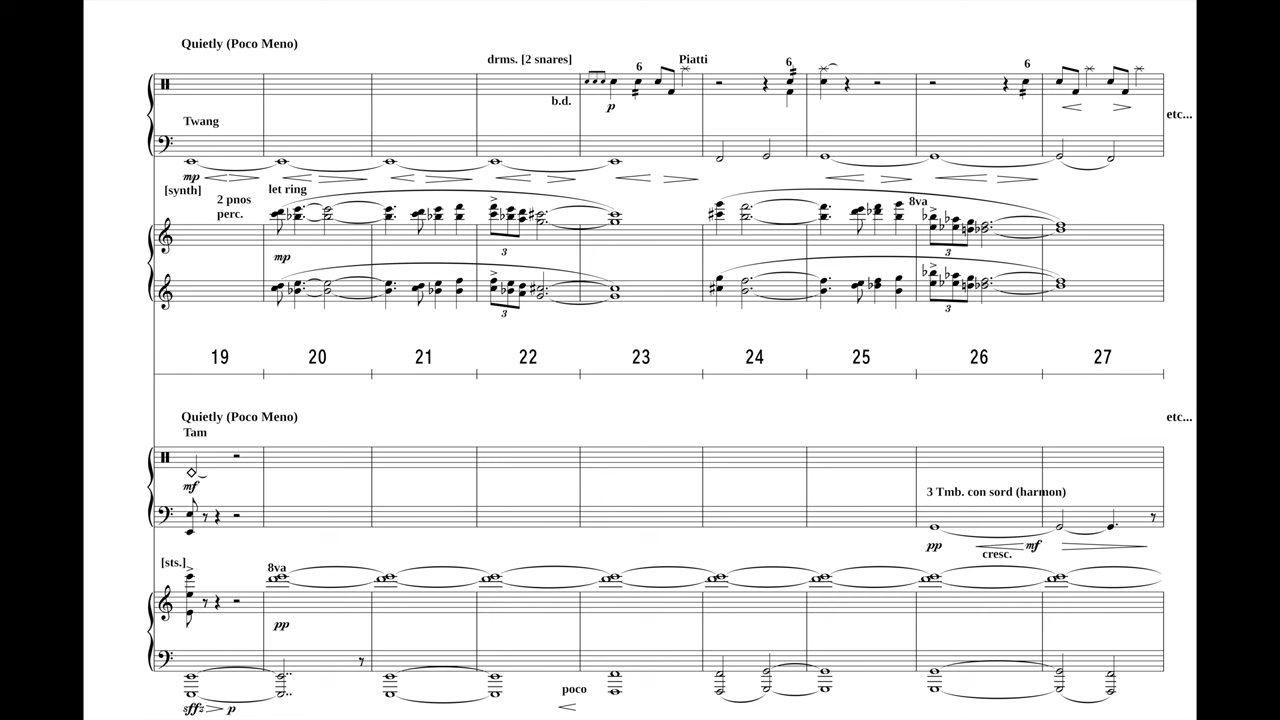 Quietly (Poco Meno)
drms. [2 snares]
6
Piatti
6
6
b.d.
p
etc...
Twang
mp
[synth]
let ring
2 pnos
perc.
8va
mp
3
3
3
3
19 20 21 22 23 24 25 26 27
Quietly (Poco Meno)
etc...
Tam
mf
3 Tmb. con sord (harmon)
pp
mf
cresc.
[sts.]
8va
pp
poco
sffz
p